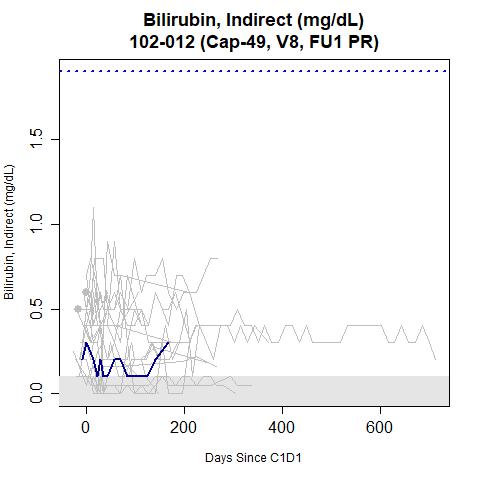 Bilirubin, Indirect (mg/dL)
102-012 (Cap-49, V8, FU1 PR)
Bilirubin, Indirect (mg/dL)
1.5
1.0
0.5
0.0
0 200 400 600
Days Since C1D1